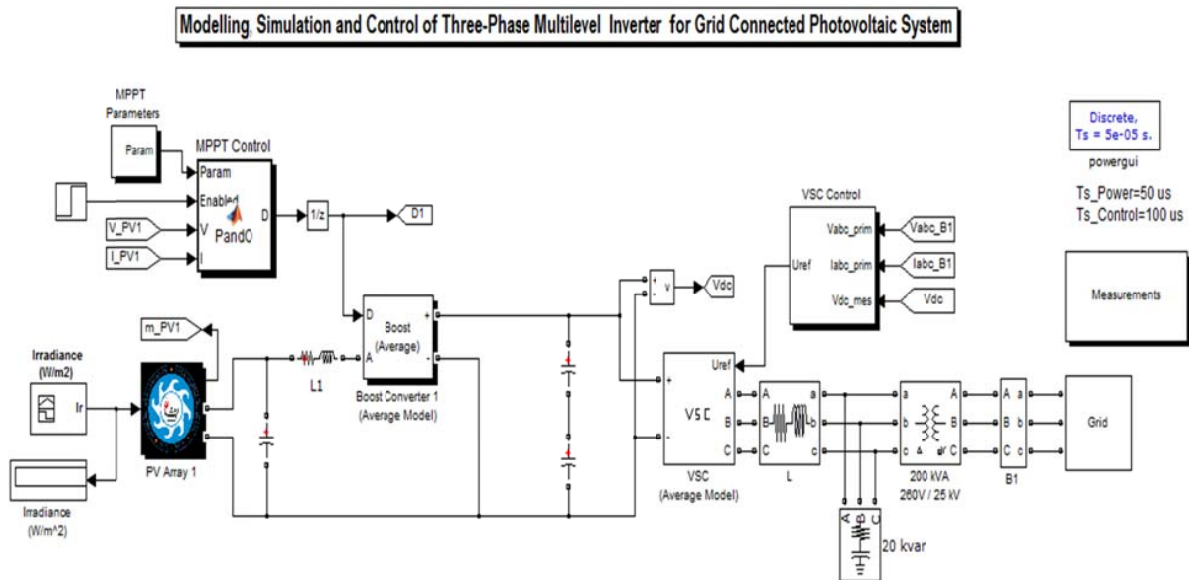 Modelling, Simulation and Control of Three-Phase Multilevel Inverter for Grid Connected Photovoltaic System
MPPT
Parameters
Param
MPPT Control
Param
Enabled
V
I
D
PandO
V_PV1
I_PV1
1/z
D1
Discrete,
Ts = 5e-05 s.
powergui
Ts_Power=50 us
Ts_Control=100 us
VSC Control
Vabc_prim
Iabc_prim
Vdc_mes
Uref
Vabc_B1
Iabc_B1
Vdc
Measurements
v
+
-
Vdc
m_PV1
Irradiance
(W/m2)
Ir
PV Array 1
Irradiance
(W/m^2)
L1
D
A
Boost
(Average)
+
-
Boost Converter 1
(Average Model)
Uref
+
-
VSC
A
B
C
VSC
(Average Model)
A
B
C
a
b
c
L
a
b
c
A
B
C
Δ
200 kVA
260V / 25 kV
A
B
C
a
b
c
B1
Grid
A
B
C
20 kvar